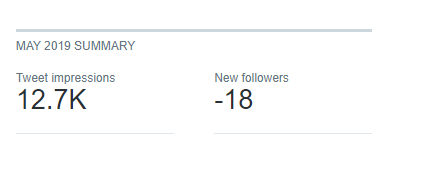 MAY 2019 SUMMARY
Tweet impressions
12.7K
New followers
-18